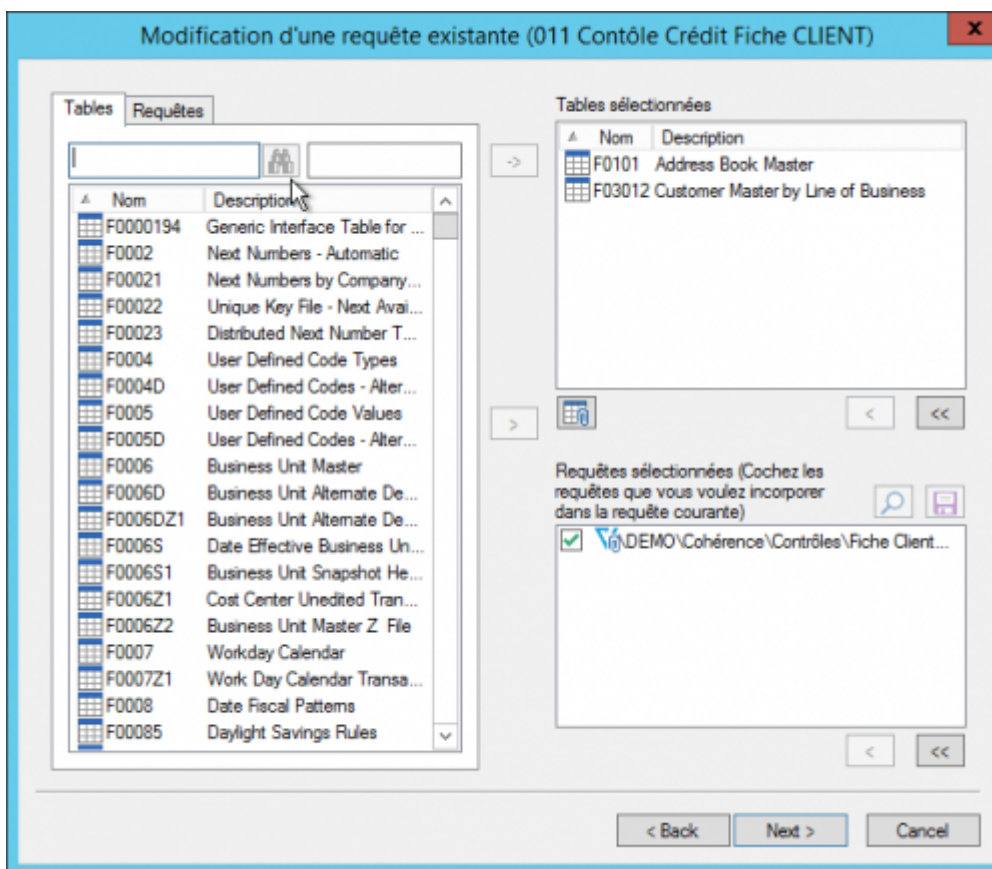 Modification d'une requête existante (011 Contôle Crédit Fiche CLIENT)
x
Tables Requêtes
Nom Description
F0000194 Generic Interface Table for ...
F0002 Next Numbers - Automatic
F00021 Next Numbers by Company...
F00022 Unique Key File - Next Avai...
F00023 Distributed Next Number T...
F0004 User Defined Code Types
F0004D User Defined Codes - Alter...
F0005 User Defined Code Values
F0005D User Defined Codes - Alter...
F0006 Business Unit Master
F0006D Business Unit Alternate De...
F0006DZ1 Business Unit Alternate De...
F0006S Date Effective Business Un...
F0006S1 Business Unit Snapshot He...
F0006Z1 Cost Center Unedited Tran...
F0006Z2 Business Unit Master Z File
F0007 Workday Calendar
F0007Z1 Work Day Calendar Transa...
F0008 Date Fiscal Patterns
F00085 Daylight Savings Rules
->
>
Tables sélectionnées
Nom Description
F0101 Address Book Master
F03012 Customer Master by Line of Business
< <<
Requêtes sélectionnées (Cochez les
requêtes que vous voulez incorporer
dans la requête courante)
\DEMO\Cohérence\Contrôles\Fiche Client...
< <<
< Back Next > Cancel